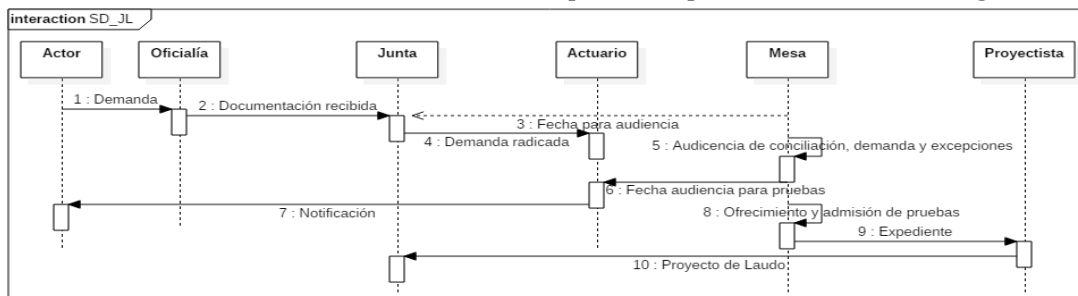 interaction SD_JL
Actor
Oficialía
Junta
Actuario
Mesa
Proyectista
1 : Demanda
2 : Documentación recibida
3 : Fecha para audiencia
4 : Demanda radicada
5 : Audicencia de conciliación, demanda y excepciones
6 : Fecha audiencia para pruebas
7 : Notificación
8 : Ofrecimiento y admisión de pruebas
9 : Expediente
10 : Proyecto de Laudo